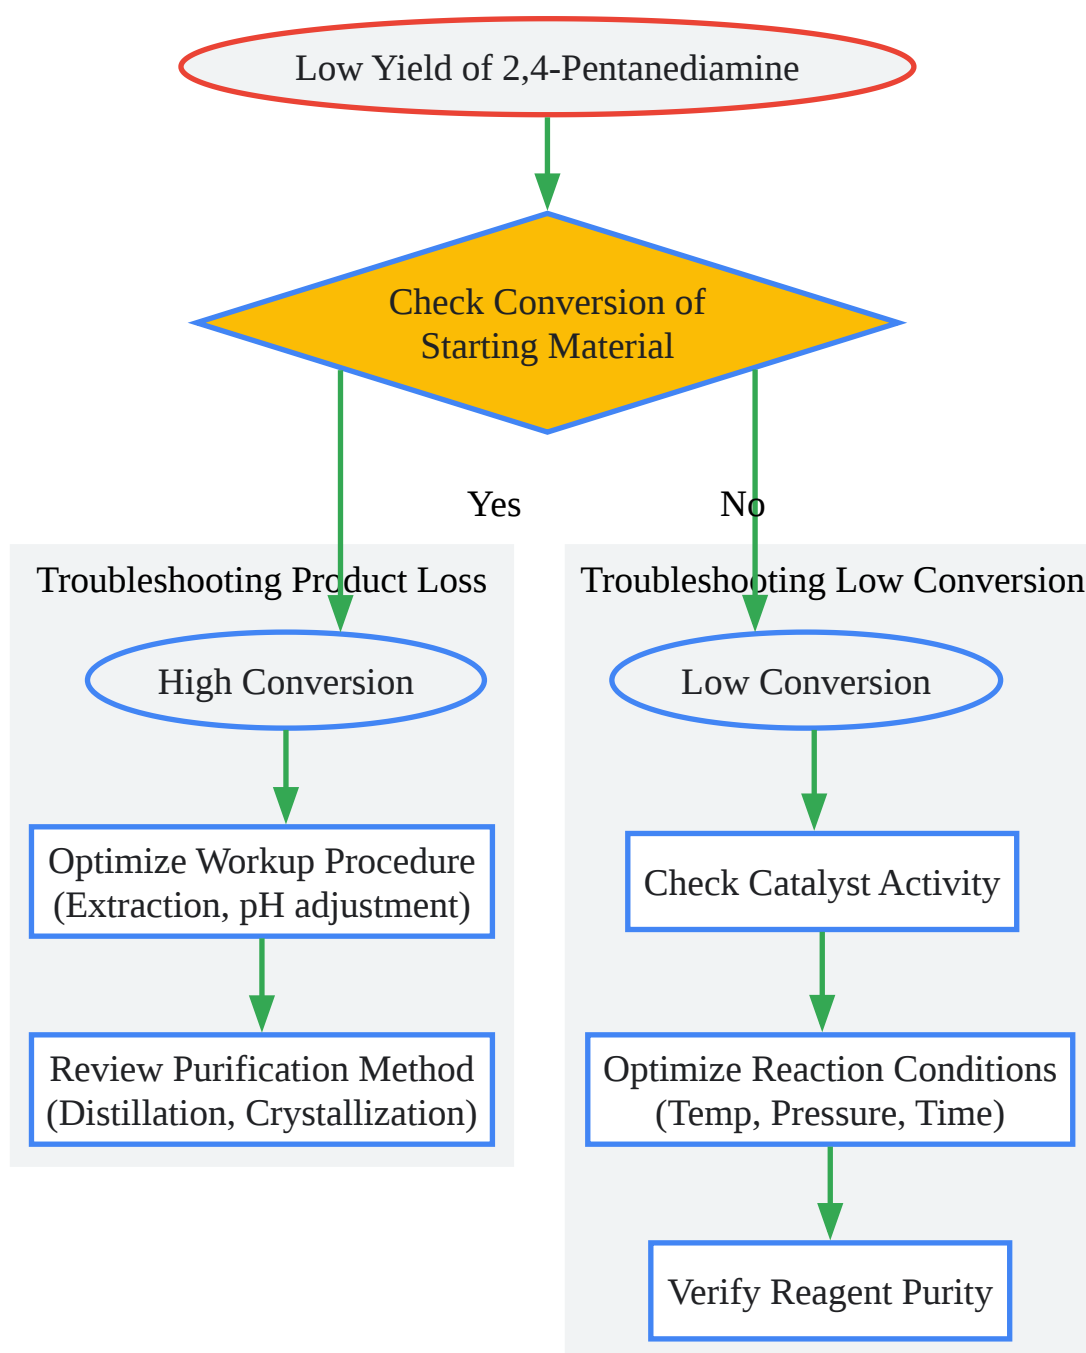 Low Yield of 2,4-Pentanediamine
Check Conversion of
Starting Material
Yes
No
Troubleshooting Product Loss
High Conversion
Optimize Workup Procedure
(Extraction, pH adjustment)
Review Purification Method
(Distillation, Crystallization)
Troubleshooting Low Conversion
Low Conversion
Check Catalyst Activity
Optimize Reaction Conditions
(Temp, Pressure, Time)
Verify Reagent Purity